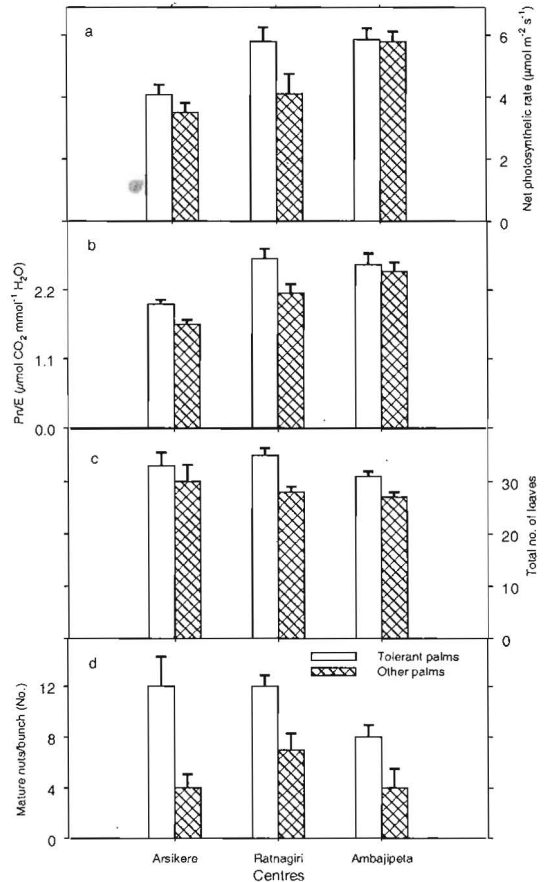 a
6
4
2
0
Net photosynthetic rate (µmol m⁻² s⁻¹)
b
2.2
1.1
0.0
Pn/E (µmol CO₂ mmol⁻¹ H₂O)
c
30
20
10
0
Total no. of leaves
d
Tolerant palms
Other palms
12
8
4
0
Mature nuts/bunch (No.)
Arsikere Ratnagiri Ambajipeta
Centres